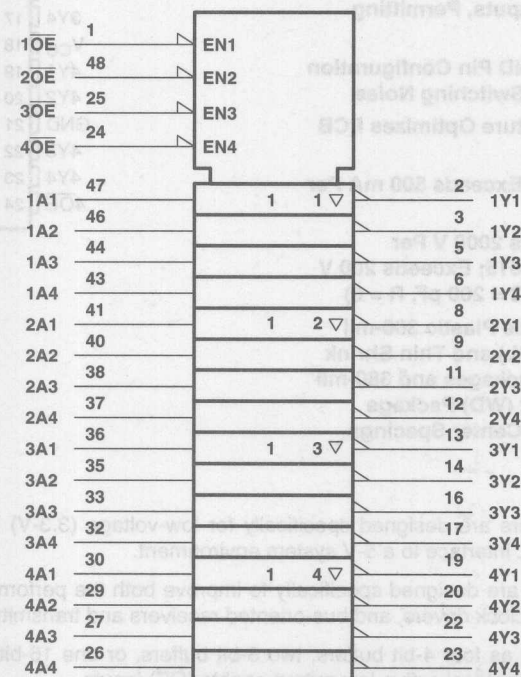 1OE 1 EN1
2OE 48 EN2
3OE 25 EN3
4OE 24 EN4
1A1 47 1 1 ▽ 2 1Y1
1A2 46 3 1Y2
1A3 44 5 1Y3
1A4 43 6 1Y4
2A1 41 1 2 ▽ 8 2Y1
2A2 40 9 2Y2
2A3 38 11 2Y3
2A4 37 12 2Y4
3A1 36 1 3 ▽ 13 3Y1
3A2 35 14 3Y2
3A3 33 16 3Y3
3A4 32 17 3Y4
4A1 30 1 4 ▽ 19 4Y1
4A2 29 20 4Y2
4A3 27 22 4Y3
4A4 26 23 4Y4